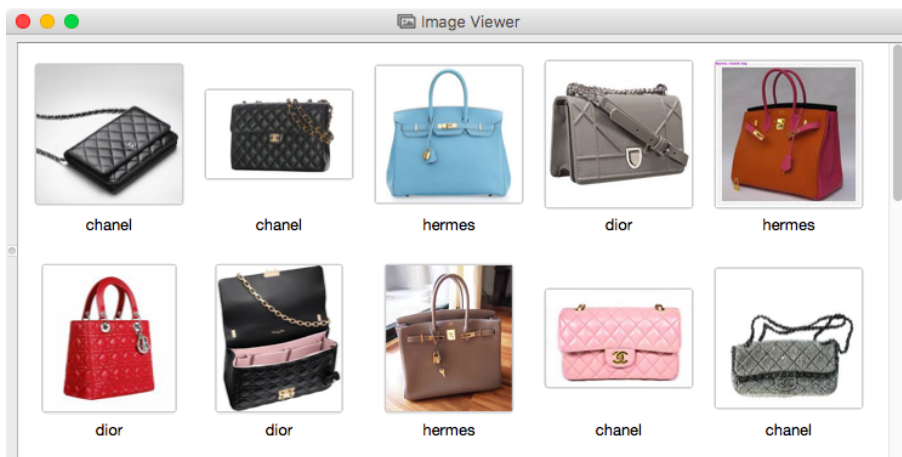 Image Viewer
chanel
chanel
hermes
dior
hermes
dior
dior
hermes
chanel
chanel